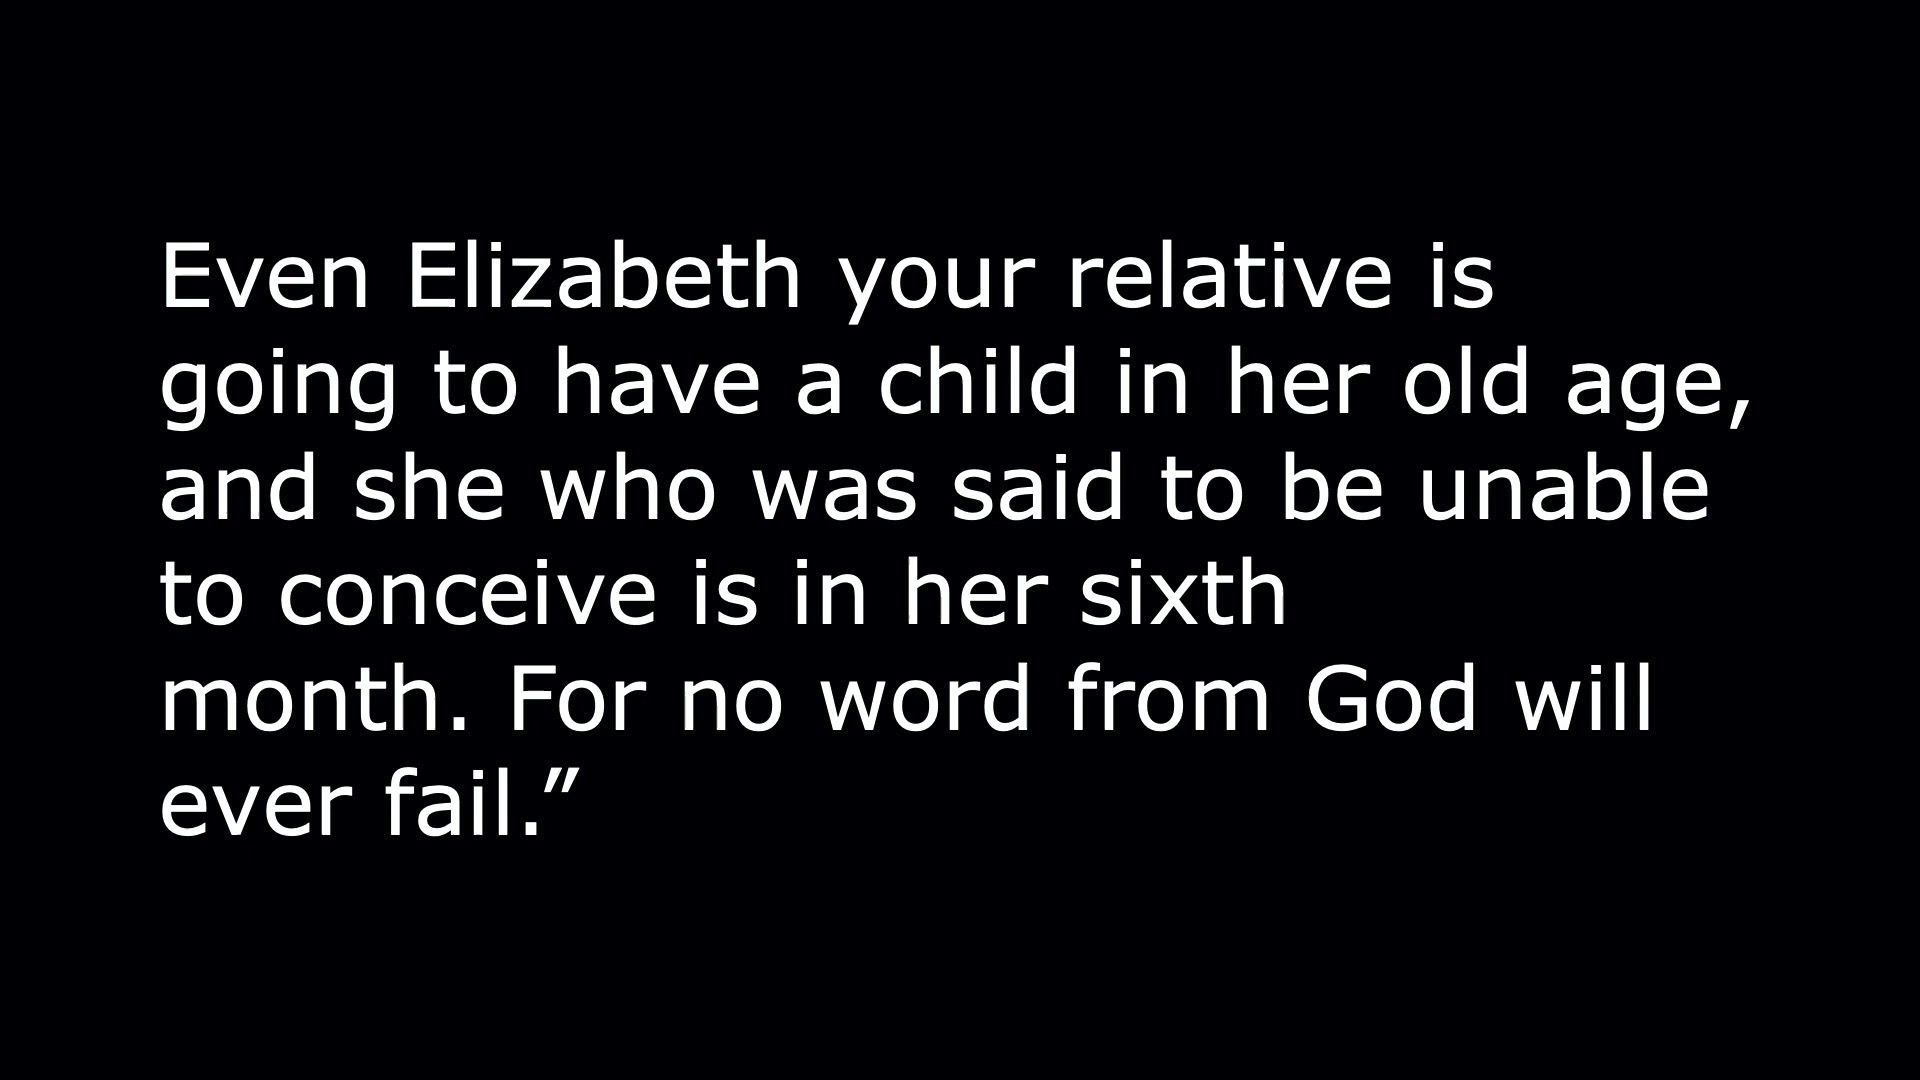 Even Elizabeth your relative is
going to have a child in her old age,
and she who was said to be unable
to conceive is in her sixth
month. For no word from God will
ever fail.”